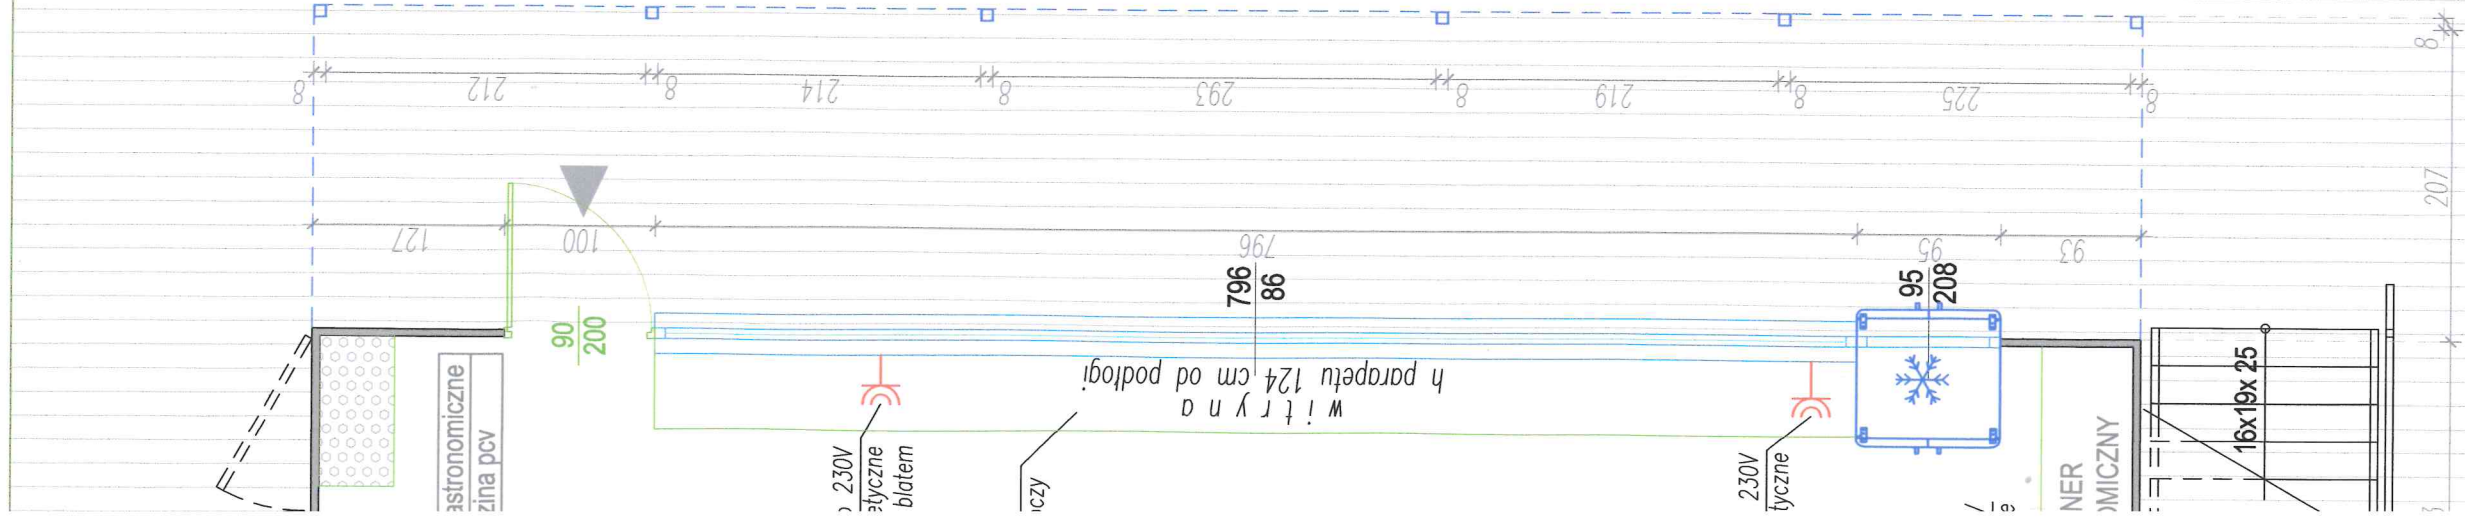 8
212
8
214
8
293
8
219
8
225
8
8
207
127
100
796
95
93
796
86
95
208
90
200
witryna
h parapetu 124 cm od podłogi
astronomiczne
zina pcv
230V
etyczne
blatem
czy
230V
tyczne
NER
OMICZNY
16x19x 25